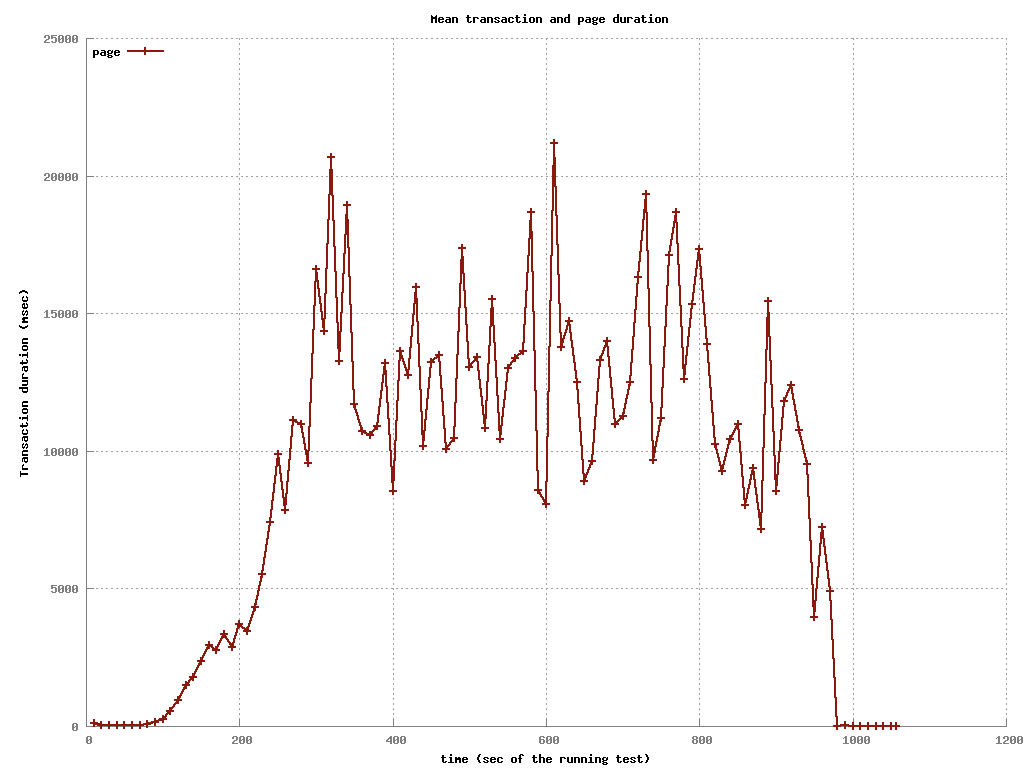 Mean transaction and page duration
25000
page
20000
15000
10000
5000
0
Transaction duration (msec)
0 200 400 600 800 1000 1200
time (sec of the running test)